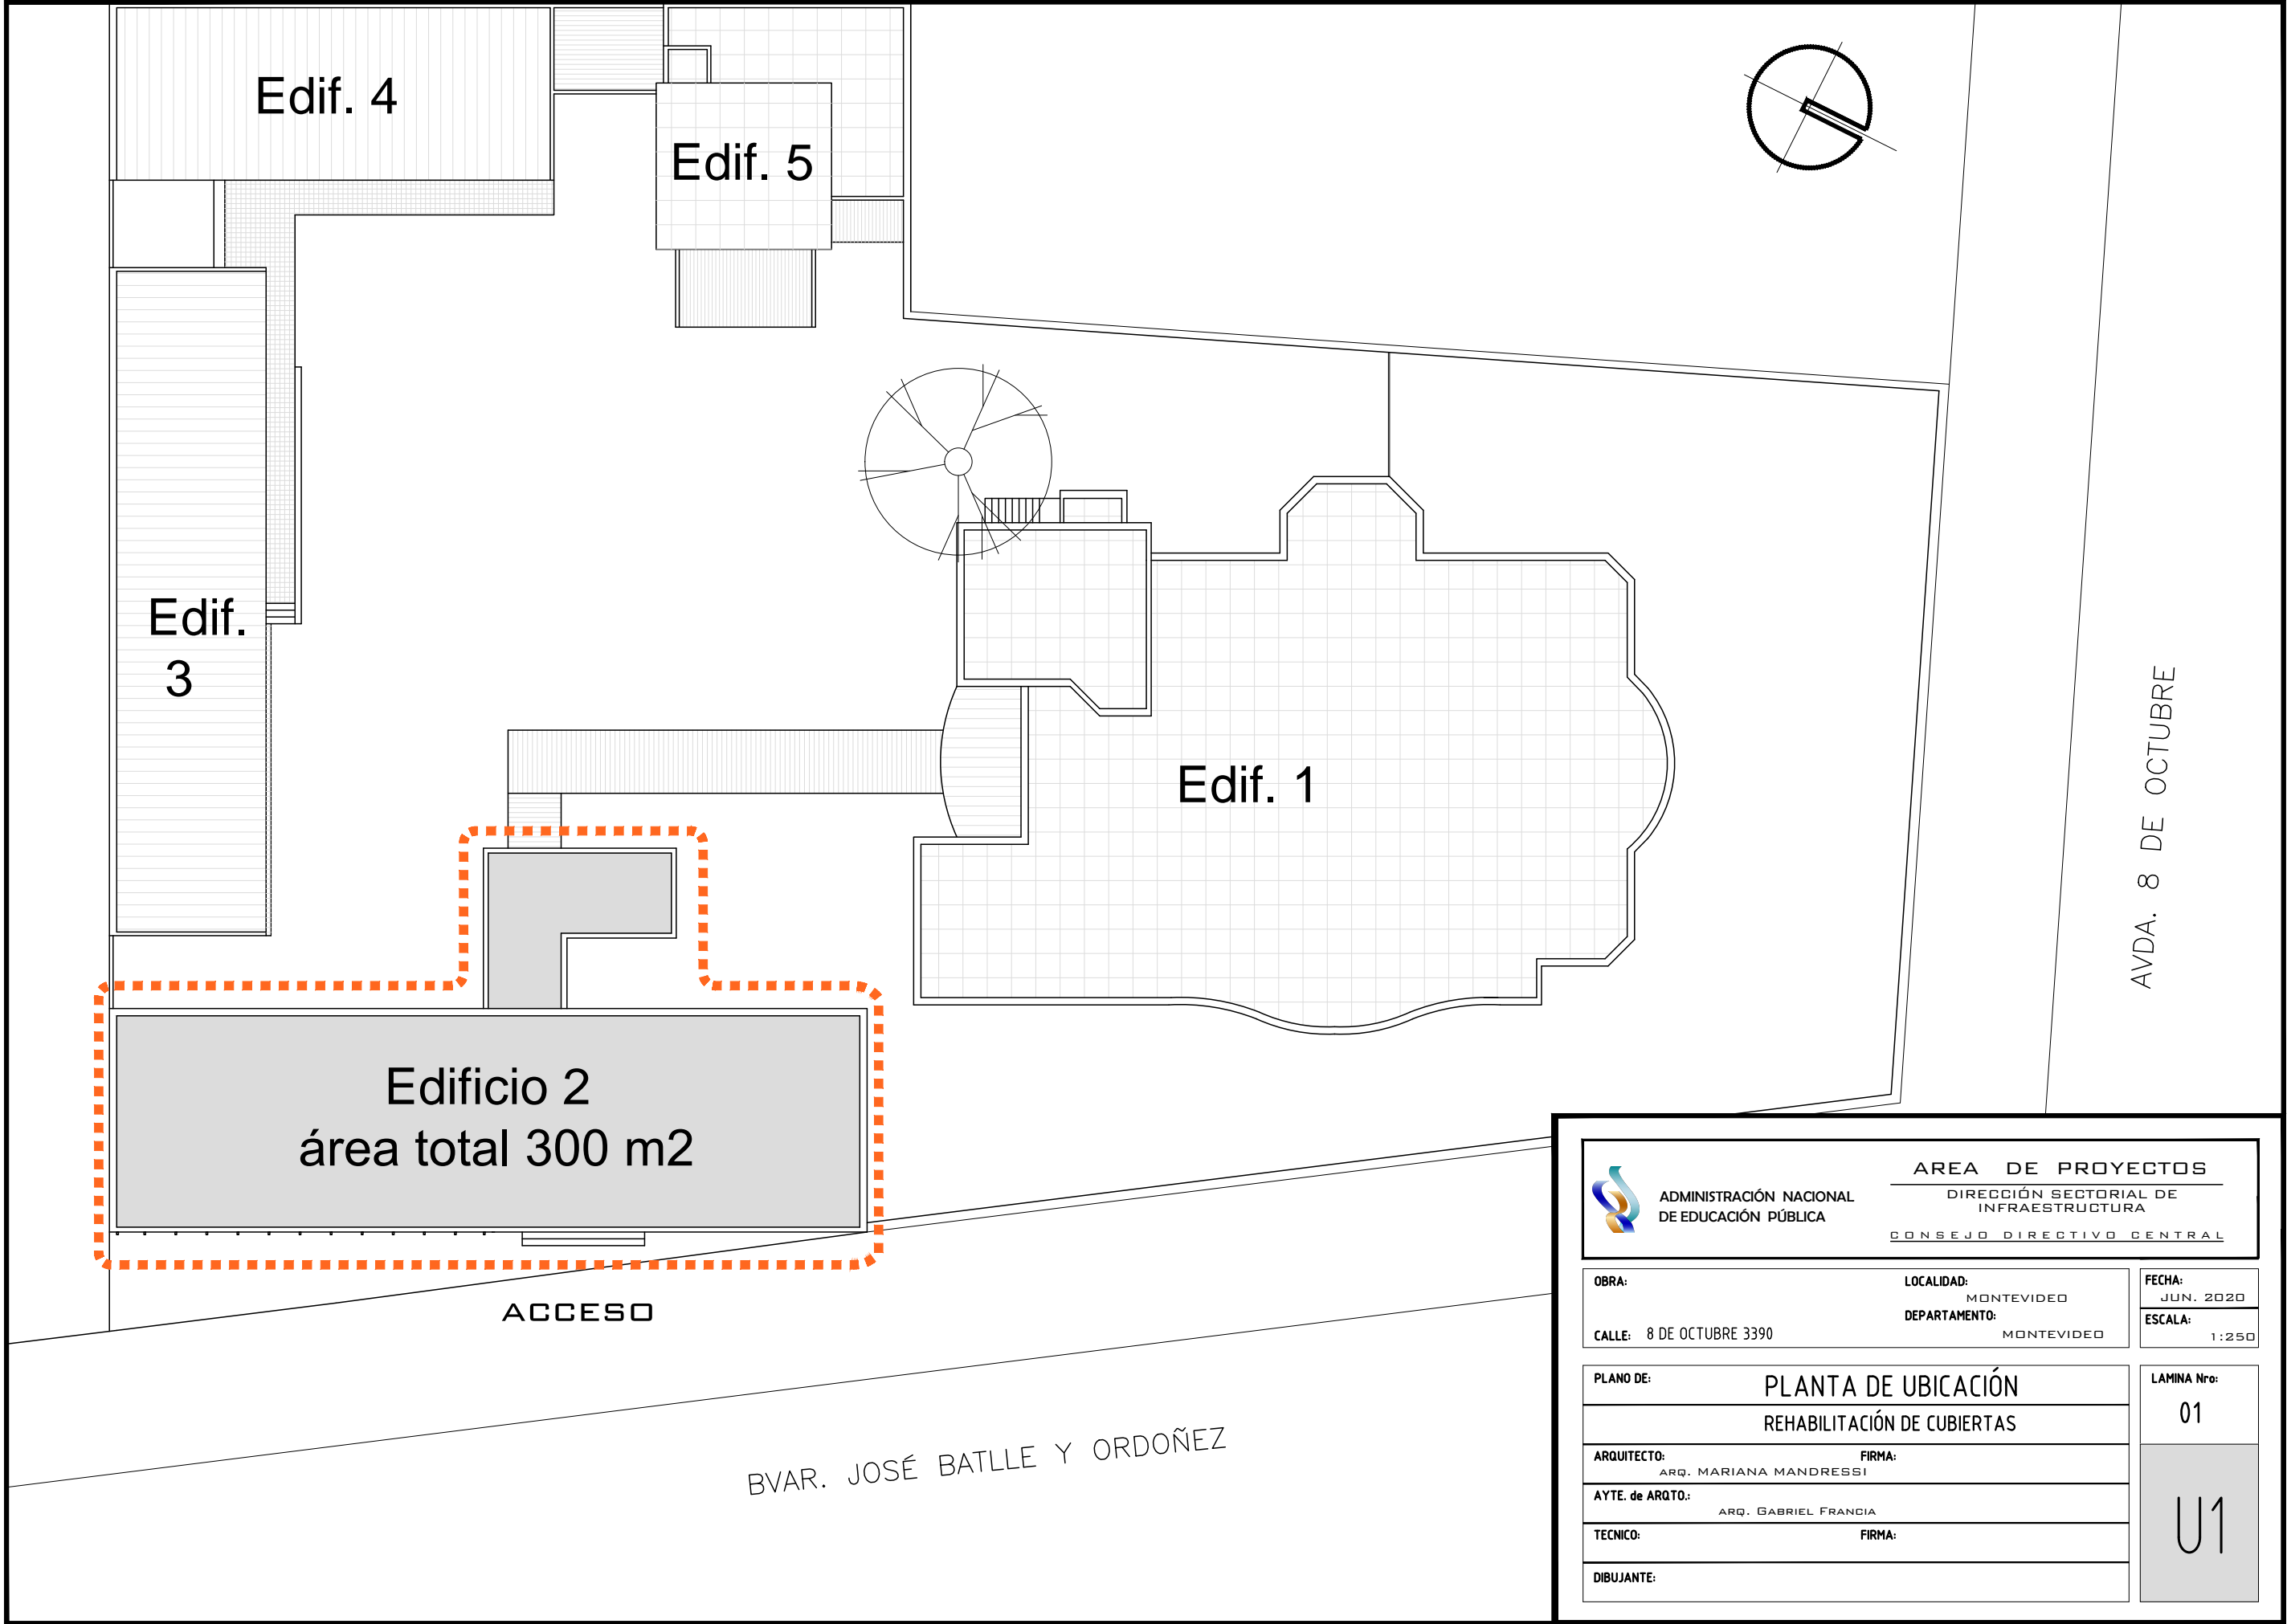 Edif. 4
Edif. 5
Edif.
3
Edif. 1
AVDA. 8 DE OCTUBRE
Edificio 2
área total 300 m2
ACCESO
BVAR. JOSÉ BATLLE Y ORDOÑEZ
ADMINISTRACIÓN NACIONAL
DE EDUCACIÓN PÚBLICA
AREA DE PROYECTOS
DIRECCIÓN SECTORIAL DE
INFRAESTRUCTURA
CONSEJO DIRECTIVO CENTRAL
OBRA:
LOCALIDAD:
MONTEVIDEO
DEPARTAMENTO:
MONTEVIDEO
CALLE: 8 DE OCTUBRE 3390
FECHA:
JUN. 2020
ESCALA:
1:250
PLANO DE: PLANTA DE UBICACIÓN
REHABILITACIÓN DE CUBIERTAS
LAMINA Nro:
01
ARQUITECTO: FIRMA:
ARQ. MARIANA MANDRESSI
AYTE. de ARQTO.:
ARQ. GABRIEL FRANCIA
TECNICO: FIRMA:
DIBUJANTE:
U1